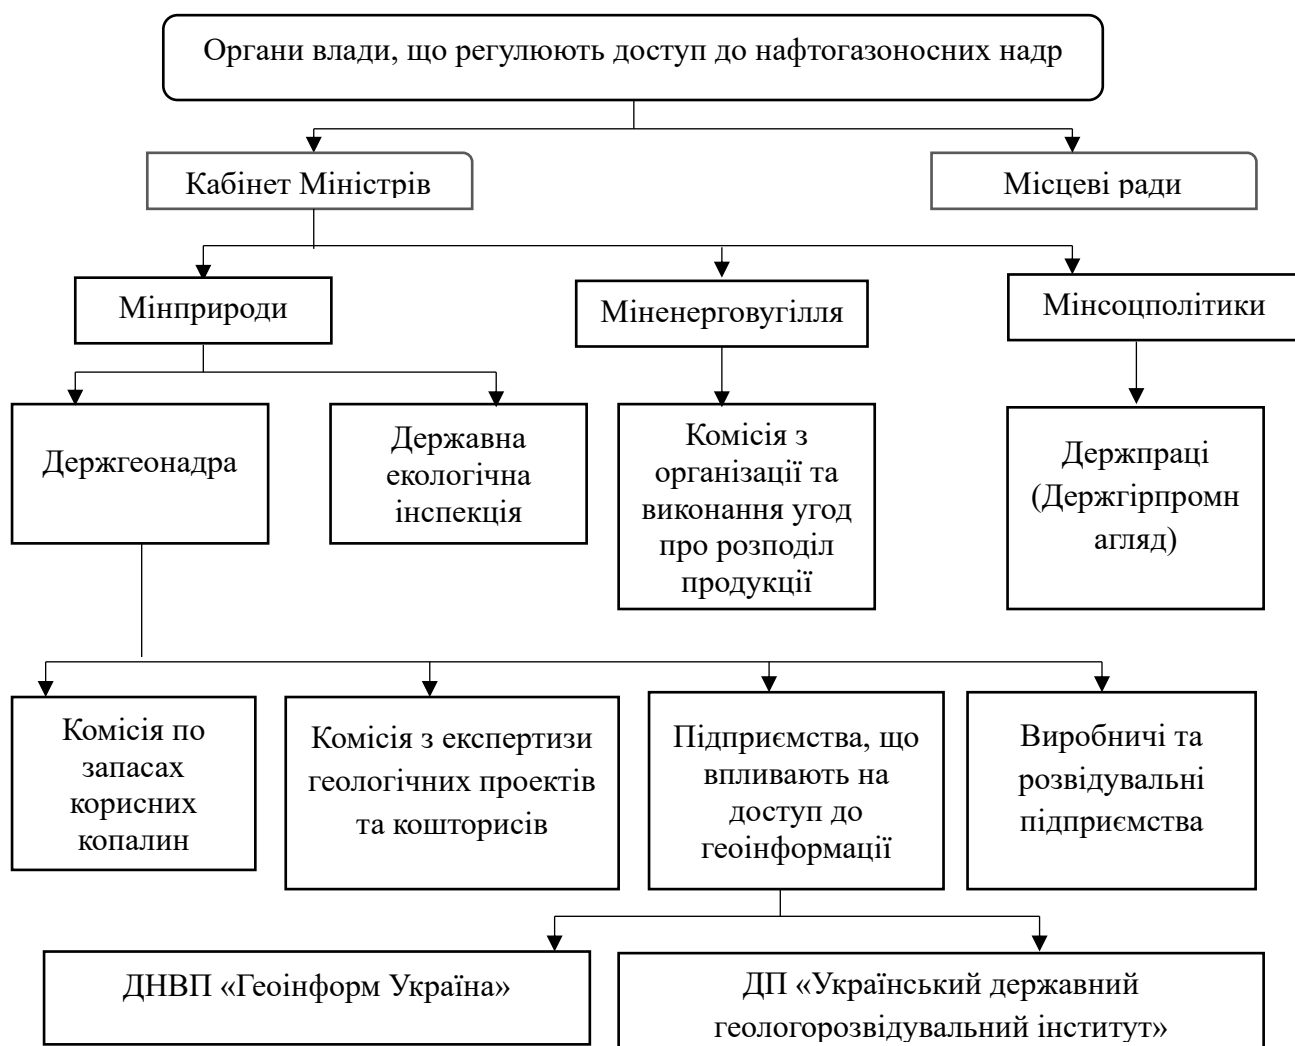 Органи влади, що регулюють доступ до нафтогазоносних надр
Кабінет Міністрів
Місцеві ради
Мінприроди
Міненерговугілля
Мінсоцполітики
Держгеонадра
Державна
екологічна
інспекція
Комісія з
організації та
виконання угод
про розподіл
продукції
Держпраці
(Держгірпромн
агляд)
Комісія по
запасах
корисних
копалин
Комісія з експертизи
геологічних проектів
та кошторисів
Підприємства, що
впливають на
доступ до
геоінформації
Виробничі та
розвідувальні
підприємства
ДНВП «Геоінформ Україна»
ДП «Український державний
геологорозвідувальний інститут»